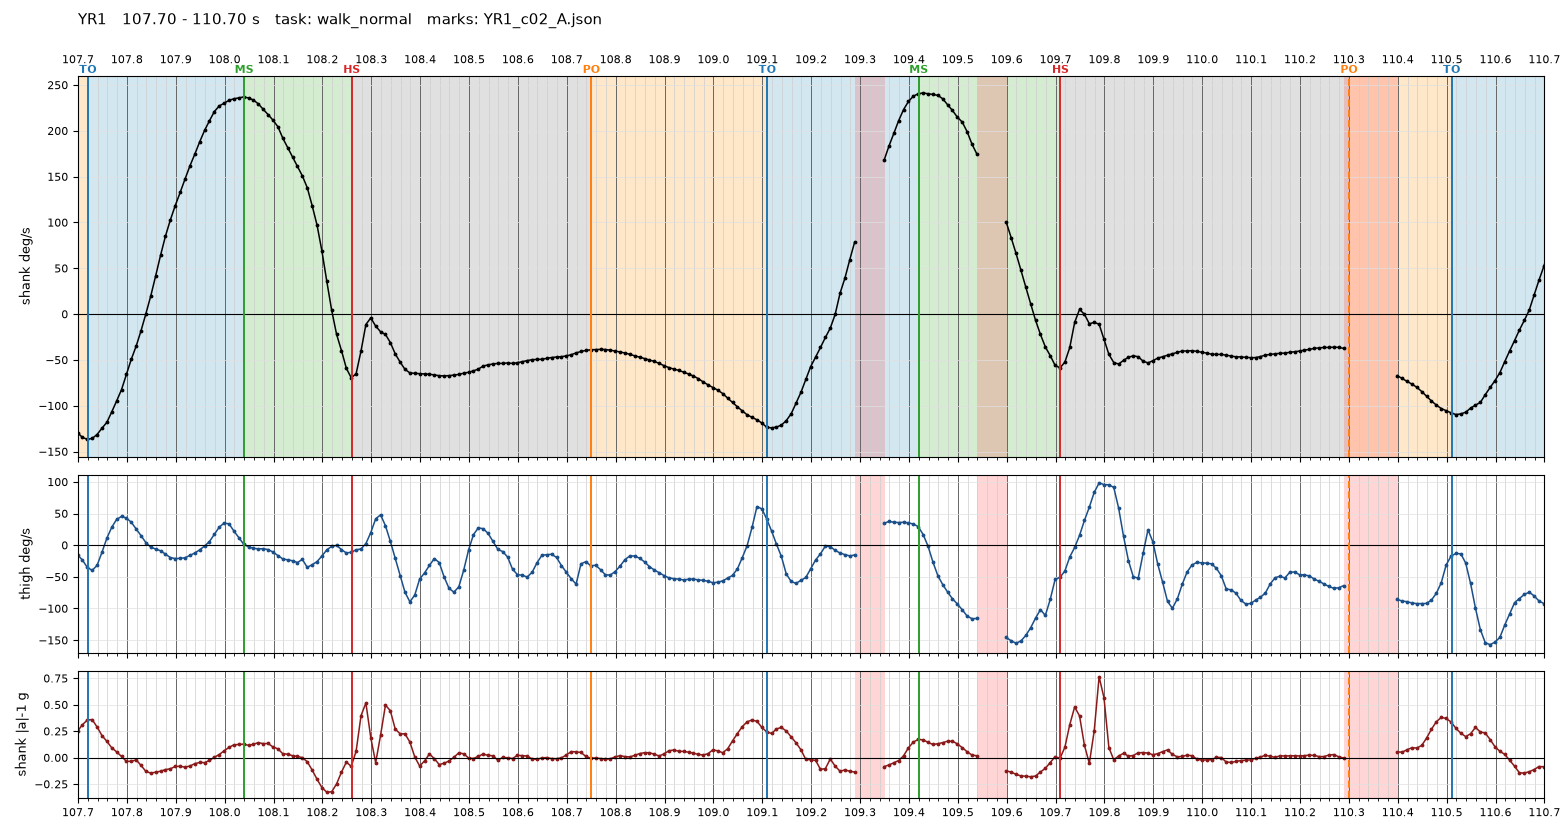 YR1 107.70 - 110.70 s task: walk_normal marks: YR1_c02_A.json
107.7 107.8 107.9 108.0 108.1 108.2 108.3 108.4 108.5 108.6 108.7 108.8 108.9 109.0 109.1 109.2 109.3 109.4 109.5 109.6 109.7 109.8 109.9 110.0 110.1 110.2 110.3 110.4 110.5 110.6 110.7
TO MS HS PO TO MS HS PO TO
250
200
150
100
50
0
−50
−100
−150
shank deg/s
100
50
0
−50
−100
−150
thigh deg/s
0.75
0.50
0.25
0.00
−0.25
shank |a|-1 g
107.7 107.8 107.9 108.0 108.1 108.2 108.3 108.4 108.5 108.6 108.7 108.8 108.9 109.0 109.1 109.2 109.3 109.4 109.5 109.6 109.7 109.8 109.9 110.0 110.1 110.2 110.3 110.4 110.5 110.6 110.7